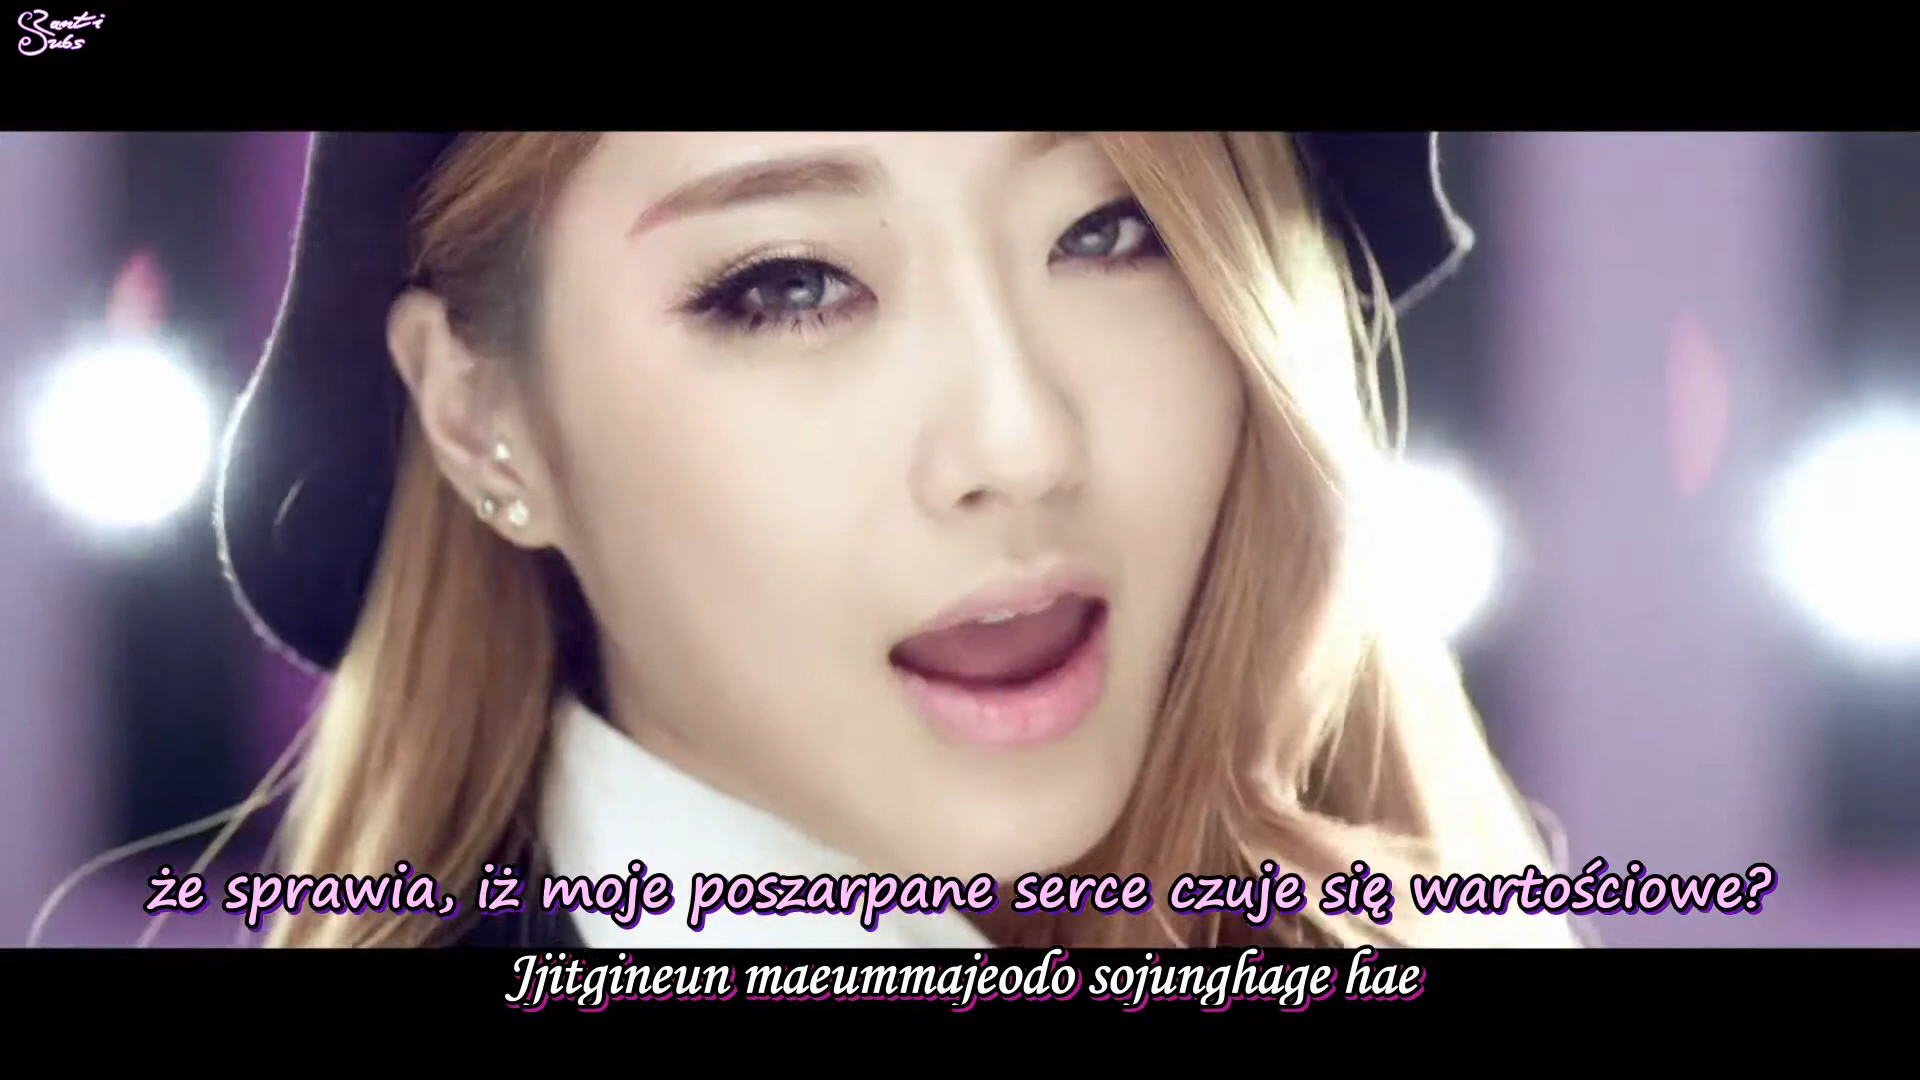 Santi
Subs
że sprawia, iż moje poszarpane serce czuje się wartościowe?
Jjitgineun maeummajeodo sojunghage hae